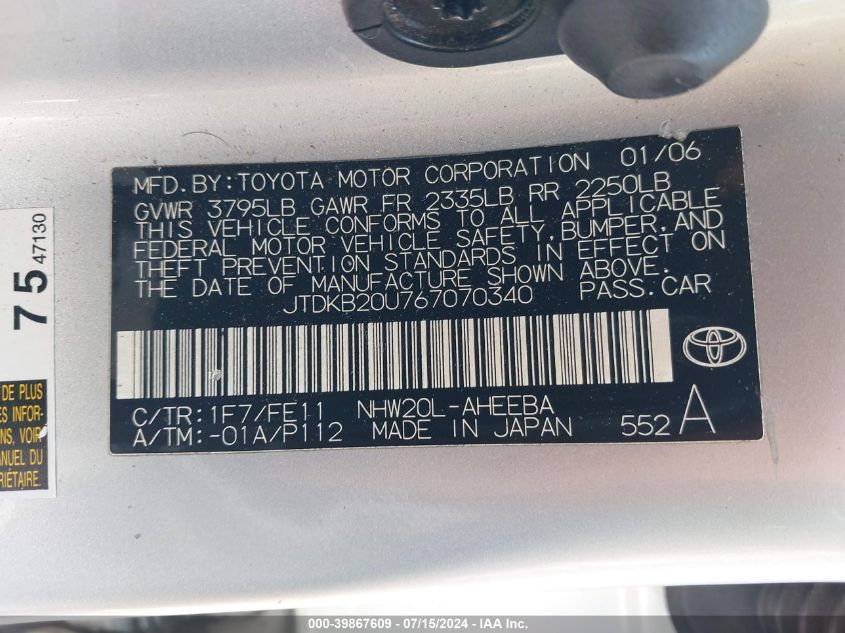 MFD. BY: TOYOTA MOTOR CORPORATION 01/06
GVWR 3795LB GAWR FR 2335LB RR 2250LB
THIS VEHICLE CONFORMS TO ALL APPLICABLE
FEDERAL MOTOR VEHICLE SAFETY, BUMPER, AND
THEFT PREVENTION STANDARDS IN EFFECT ON
THE DATE OF MANUFACTURE SHOWN ABOVE.
JTDKB20U767070340 PASS. CAR
C/TR: 1F7/FE11 NHW20L-AHEEBA
A/TM: -01A/P112 MADE IN JAPAN 552 A
75 47130
DE PLUS
ES INFOR-
NS, VOIR
ANUEL DU
RIÉTAIRE.
000-39867609 - 07/15/2024 - IAA Inc.